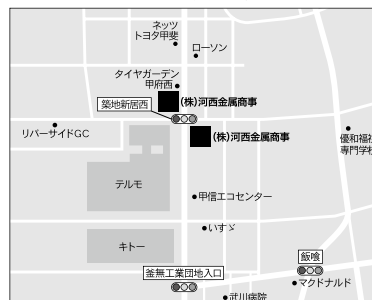 ネッツ
トヨタ甲斐
ローソン
タイヤガーデン
甲府西
(株)河西金属商事
築地新居西
(株)河西金属商事
リバーサイドGC
優和福祉
専門学校
テルモ
甲信エコセンター
いすゞ
キトー
飯喰
釜無工業団地入口
マクドナルド
武川病院